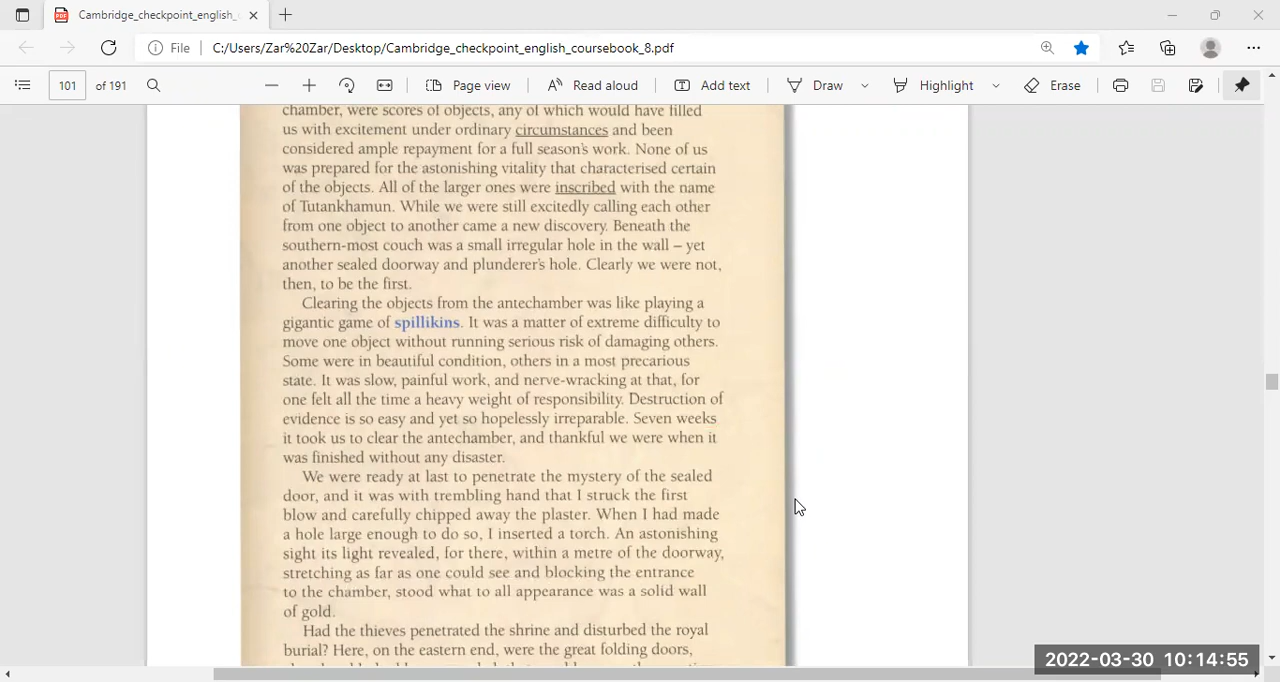 Cambridge_checkpoint_english_
File
C:/Users/Zar%20Zar/Desktop/Cambridge_checkpoint_english_coursebook_8.pdf
101 of 191
Page view
Read aloud
Add text
Draw
Highlight
Erase
chamber, were scores of objects, any of which would have filled
us with excitement under ordinary circumstances and been
considered ample repayment for a full season's work. None of us
was prepared for the astonishing vitality that characterised certain
of the objects. All of the larger ones were inscribed with the name
of Tutankhamun. While we were still excitedly calling each other
from one object to another came a new discovery. Beneath the
southern-most couch was a small irregular hole in the wall – yet
another sealed doorway and plunderer's hole. Clearly we were not,
then, to be the first.
Clearing the objects from the antechamber was like playing a
gigantic game of spillikins. It was a matter of extreme difficulty to
move one object without running serious risk of damaging others.
Some were in beautiful condition, others in a most precarious
state. It was slow, painful work, and nerve-wracking at that, for
one felt all the time a heavy weight of responsibility. Destruction of
evidence is so easy and yet so hopelessly irreparable. Seven weeks
it took us to clear the antechamber, and thankful we were when it
was finished without any disaster.
We were ready at last to penetrate the mystery of the sealed
door, and it was with trembling hand that I struck the first
blow and carefully chipped away the plaster. When I had made
a hole large enough to do so, I inserted a torch. An astonishing
sight its light revealed, for there, within a metre of the doorway,
stretching as far as one could see and blocking the entrance
to the chamber, stood what to all appearance was a solid wall
of gold.
Had the thieves penetrated the shrine and disturbed the royal
burial? Here, on the eastern end, were the great folding doors,
2022-03-30 10:14:55